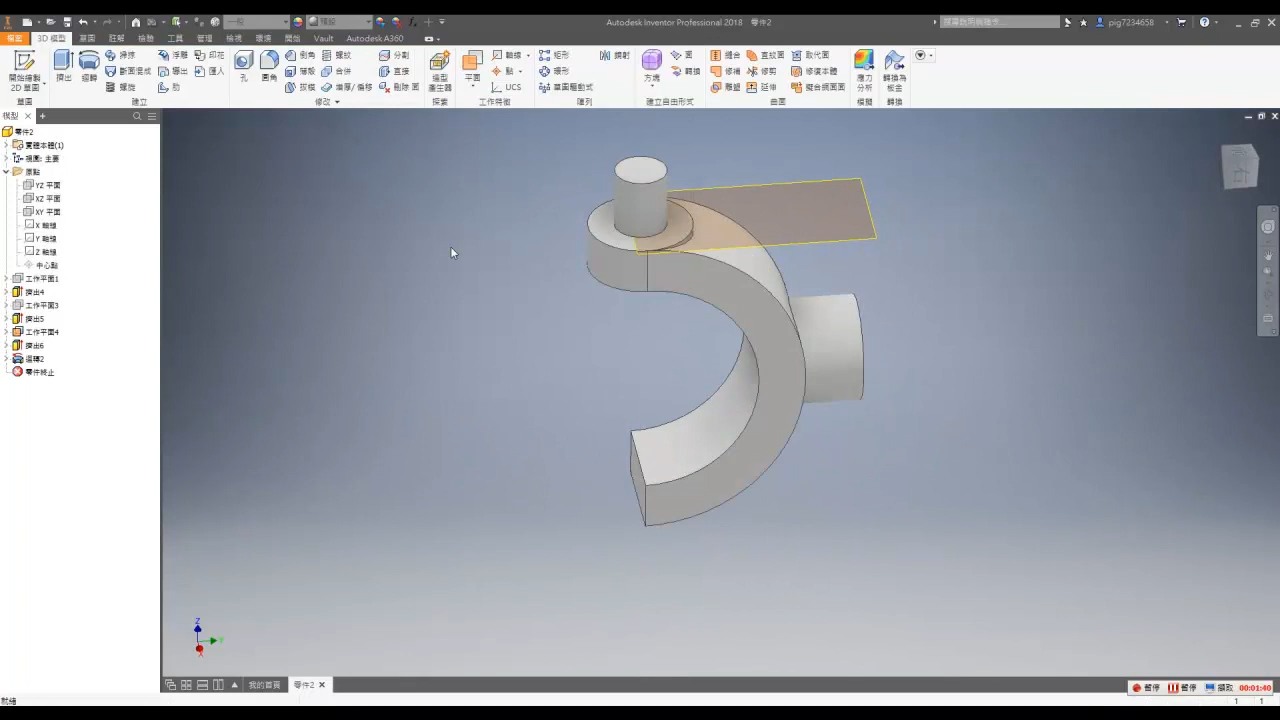 Autodesk Inventor Professional 2018 零件2
pig7234658
檔案 3D 模型 草圖 註解 檢驗 工具 管理 檢視 環境 開始 Vault Autodesk A360
開始繪製 2D 草圖
擠出
迴轉
掃掠 浮雕 印花
斷面混成 導出 匯入
螺旋 肋
孔
圓角
倒角 螺紋 分割
薄殼 合併 直接
拔模 增厚/偏移 刪除面
造型產生器
平面
軸線
點
UCS
矩形 鏡射
環形
草圖驅動式
方塊
面
轉換
縫合 直紋面 取代面
修補 修剪 修復本體
雕塑 延伸
應力分析
轉換為鈑金
草圖 建立 修改 探索 工作特徵 陣列 建立自由形式 曲面 模擬 轉換
模型
零件2
實體本體(1)
視圖: 主要
原點
YZ 平面
XZ 平面
XY 平面
X 軸線
Y 軸線
Z 軸線
中心點
工作平面1
擠出4
工作平面3
擠出5
工作平面4
擠出6
迴轉2
零件終止
Z
Y
X
我的首頁 零件2
暫停 暫停 擷取 00:01:40
就緒
1 1